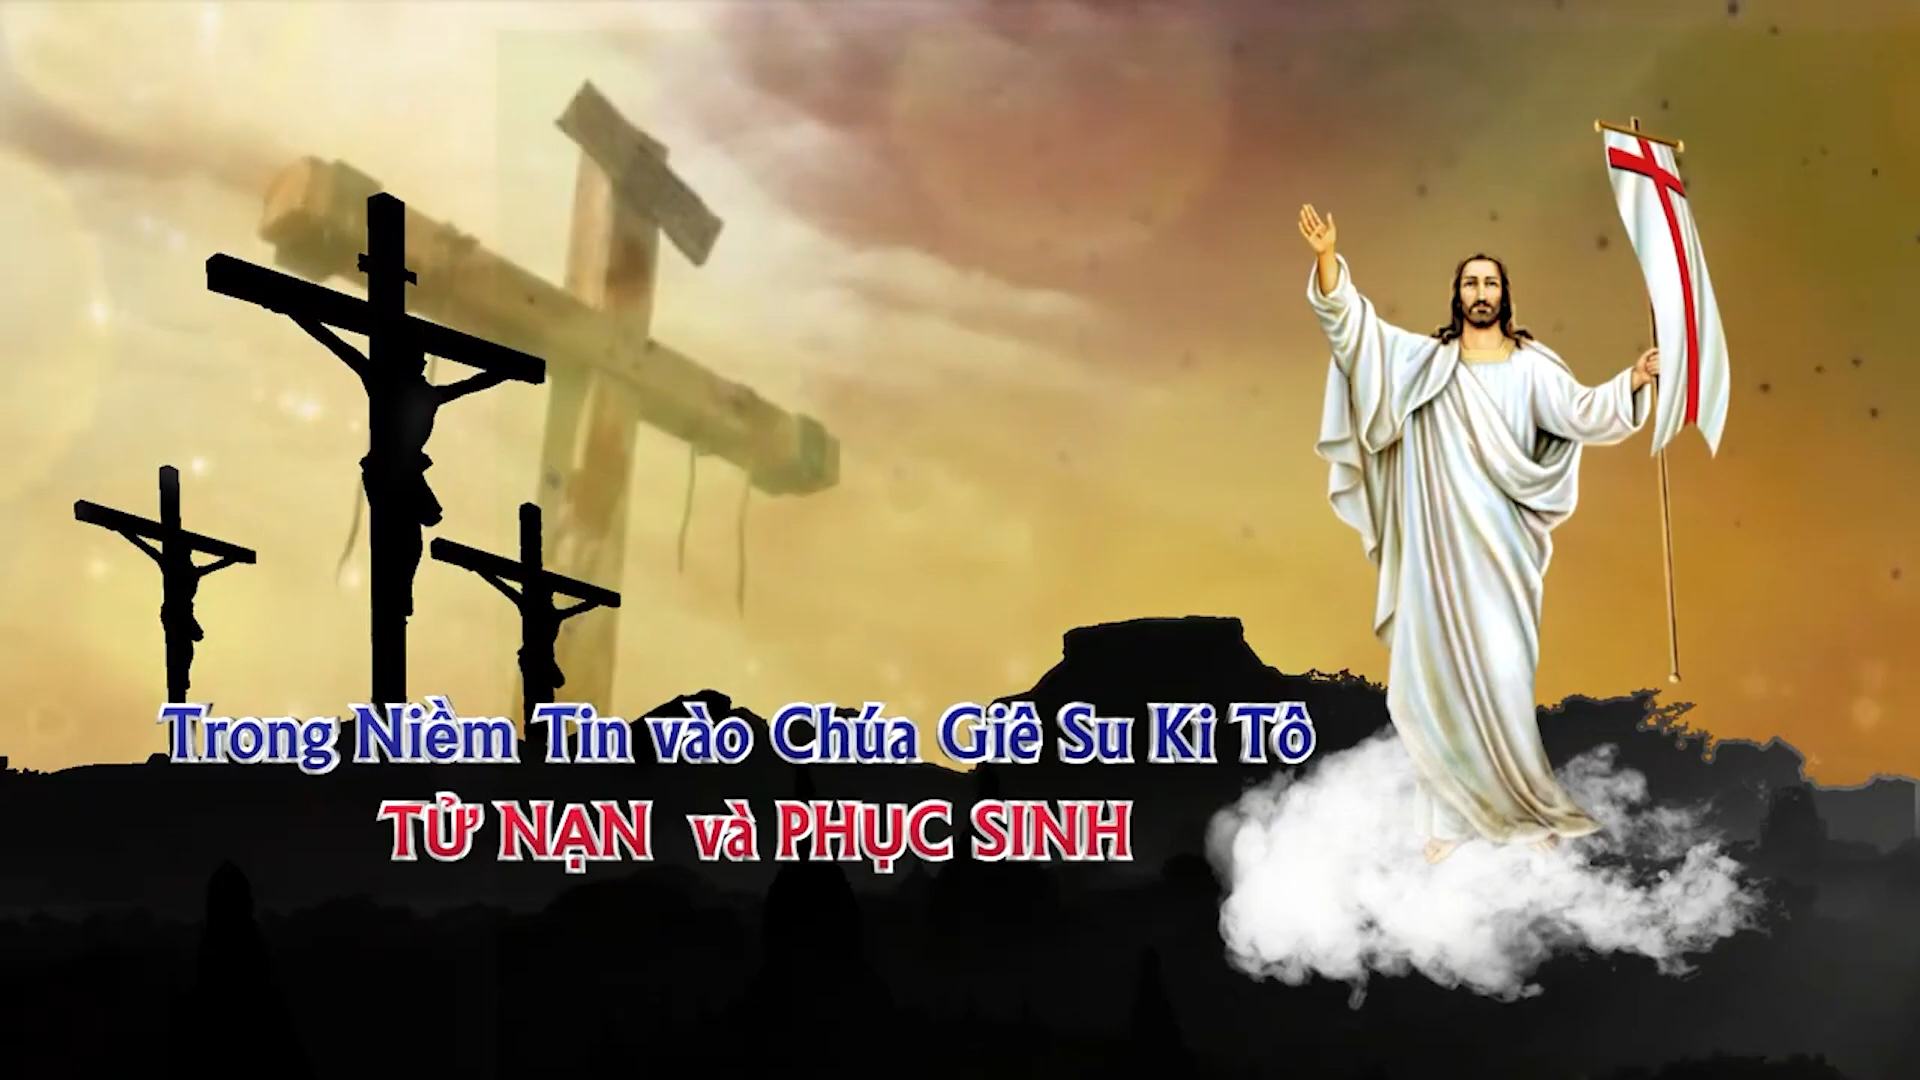 Trong Niềm Tin vào Chúa Giê Su Ki Tô
TỬ NẠN và PHỤC SINH